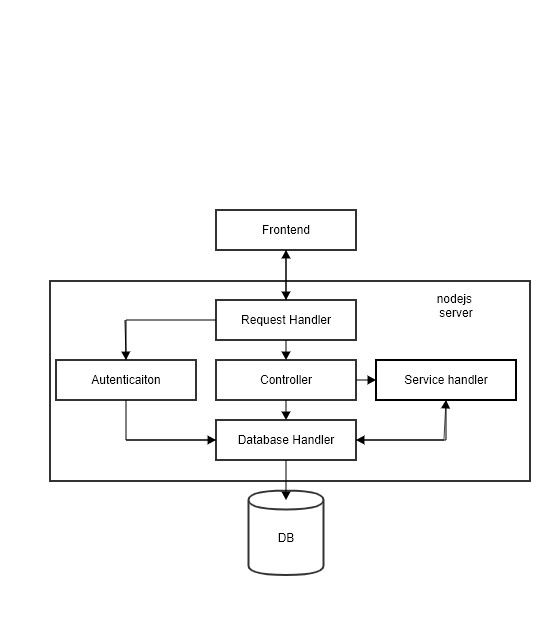 Frontend
nodejs
server
Request Handler
Autenticaiton
Controller
Service handler
Database Handler
DB